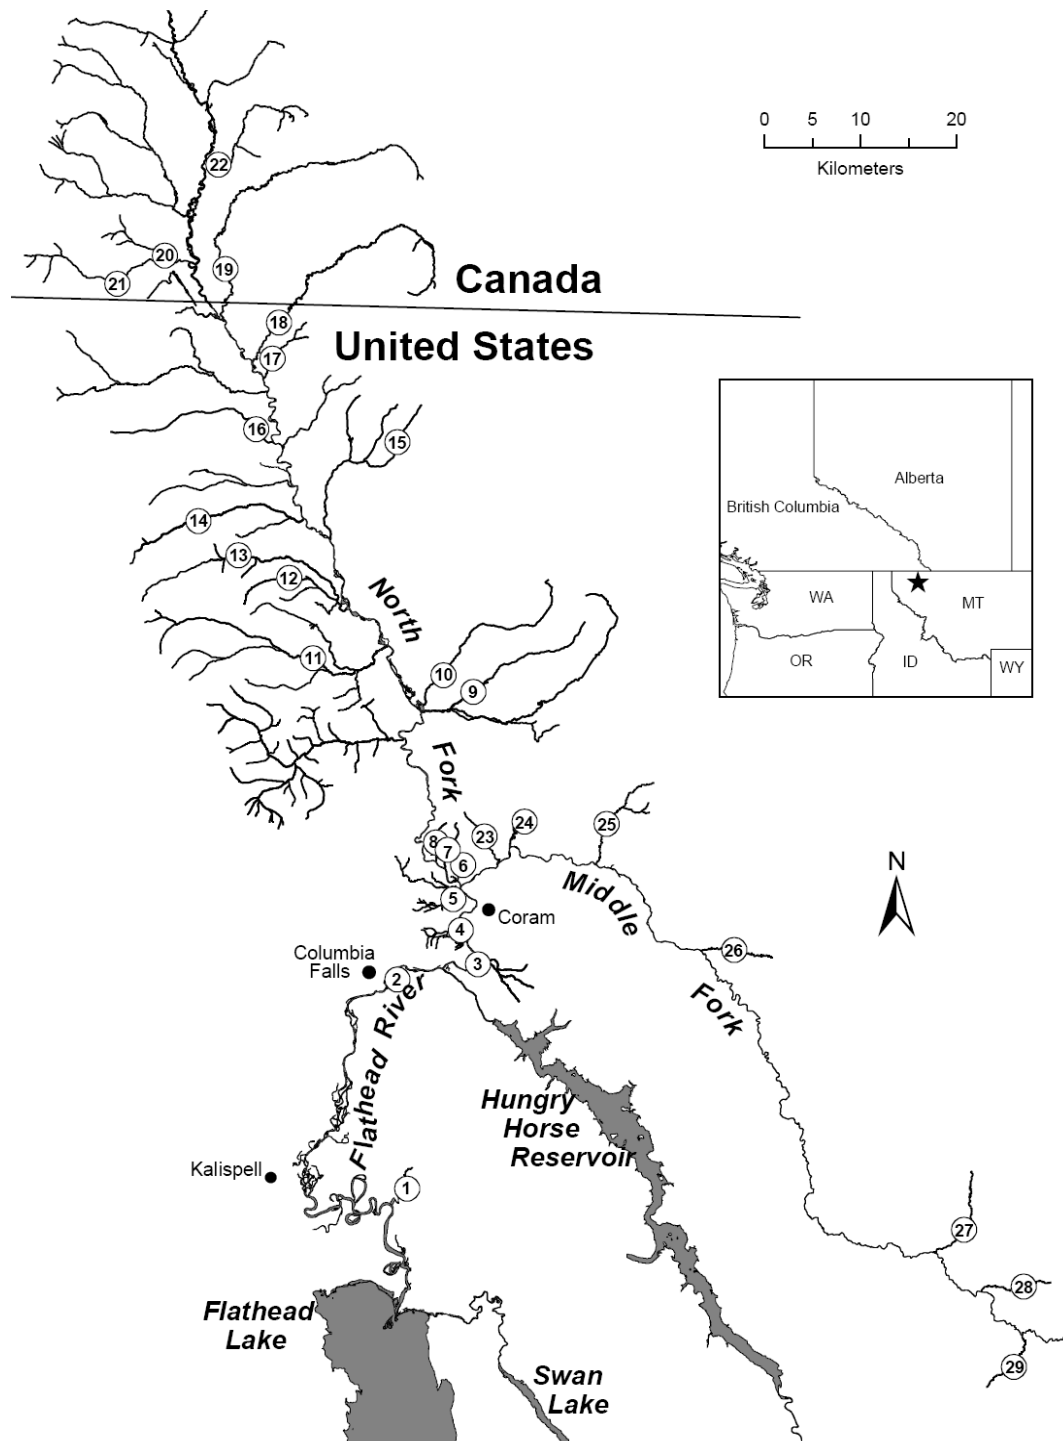 0 5 10 20
Kilometers
22
20
19
21
Canada
18
United States
17
16
15
Alberta
British Columbia
14
13
12
North
WA
MT
OR
ID
WY
11
10
9
Fork
24
25
23
8
7
6
Middle
N
5
Coram
4
26
Columbia
Falls
3
2
Fork
Flathead River
Hungry
Horse
Reservoir
Kalispell
1
27
28
Flathead
Lake
29
Swan
Lake